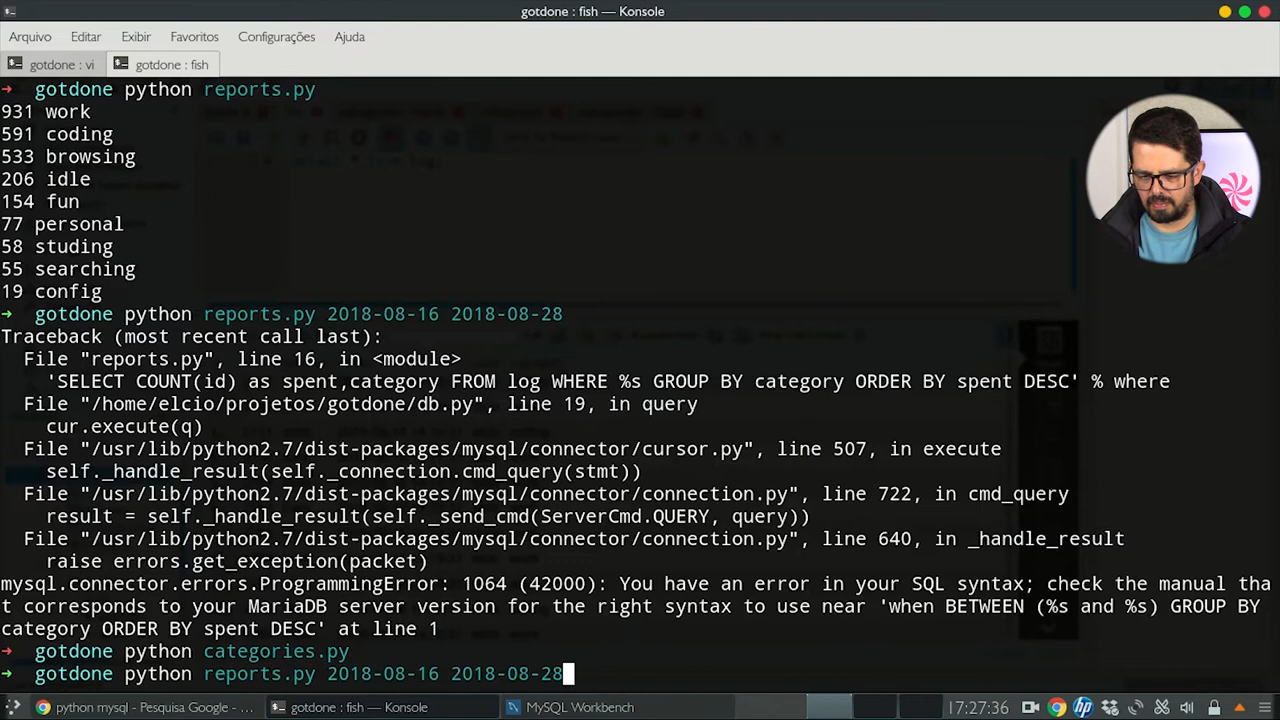 gotdone : fish — Konsole
Arquivo Editar Exibir Favoritos Configurações Ajuda
gotdone : vi gotdone : fish
➜ gotdone python reports.py
931 work
591 coding
533 browsing
206 idle
154 fun
77 personal
58 studing
55 searching
19 config
➜ gotdone python reports.py 2018-08-16 2018-08-28
Traceback (most recent call last):
File "reports.py", line 16, in <module>
'SELECT COUNT(id) as spent,category FROM log WHERE %s GROUP BY category ORDER BY spent DESC' % where
File "/home/elcio/projetos/gotdone/db.py", line 19, in query
cur.execute(q)
File "/usr/lib/python2.7/dist-packages/mysql/connector/cursor.py", line 507, in execute
self._handle_result(self._connection.cmd_query(stmt))
File "/usr/lib/python2.7/dist-packages/mysql/connector/connection.py", line 722, in cmd_query
result = self._handle_result(self._send_cmd(ServerCmd.QUERY, query))
File "/usr/lib/python2.7/dist-packages/mysql/connector/connection.py", line 640, in _handle_result
raise errors.get_exception(packet)
mysql.connector.errors.ProgrammingError: 1064 (42000): You have an error in your SQL syntax; check the manual tha
t corresponds to your MariaDB server version for the right syntax to use near 'when BETWEEN (%s and %s) GROUP BY
category ORDER BY spent DESC' at line 1
➜ gotdone python categories.py
➜ gotdone python reports.py 2018-08-16 2018-08-28
python mysql - Pesquisa Google - ... gotdone : fish — Konsole MySQL Workbench 17:27:36